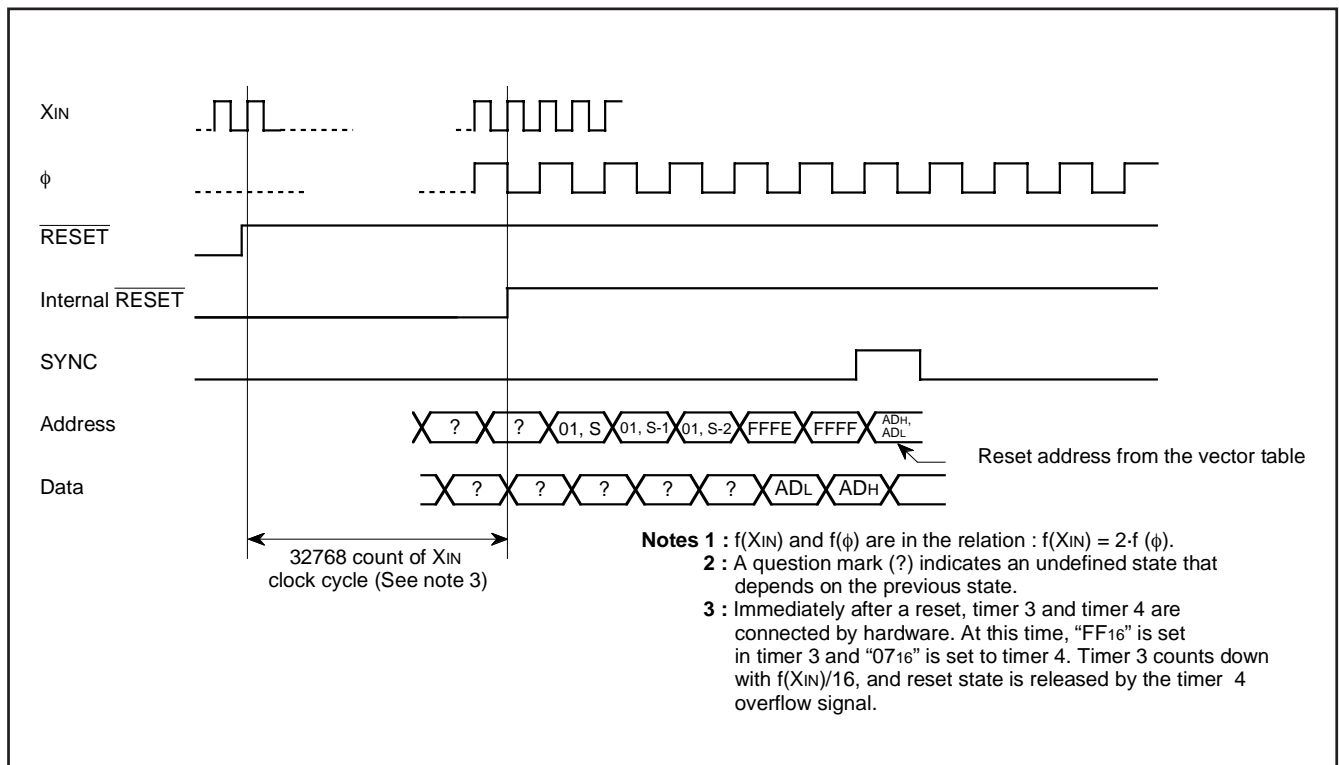 XIN
ϕ
RESET
Internal RESET
SYNC
Address
? ? 01, S 01, S-1 01, S-2 FFFE FFFF ADH,
ADL
Reset address from the vector table
Data
? ? ? ? ? ADL ADH
32768 count of XIN
clock cycle (See note 3)
Notes 1 : f(XIN) and f(ϕ) are in the relation : f(XIN) = 2·f (ϕ).
2 : A question mark (?) indicates an undefined state that
depends on the previous state.
3 : Immediately after a reset, timer 3 and timer 4 are
connected by hardware. At this time, “FF16” is set
in timer 3 and “0716” is set to timer 4. Timer 3 counts down
with f(XIN)/16, and reset state is released by the timer 4
overflow signal.